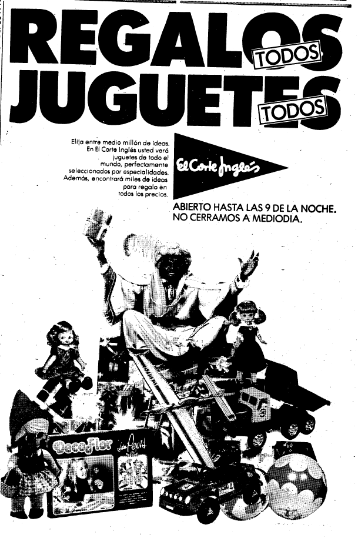 REGALOS
TODOS
JUGUETES
TODOS
Elija entre medio millón de ideas.
En El Corte Inglés usted verá
juguetes de todo el
mundo, perfectamente
seleccionados por especialidades.
Además, encontrará miles de ideas
para regalo en
todos los precios.
El Corte Inglés
ABIERTO HASTA LAS 9 DE LA NOCHE.
NO CERRAMOS A MEDIODIA.
DecoFlor